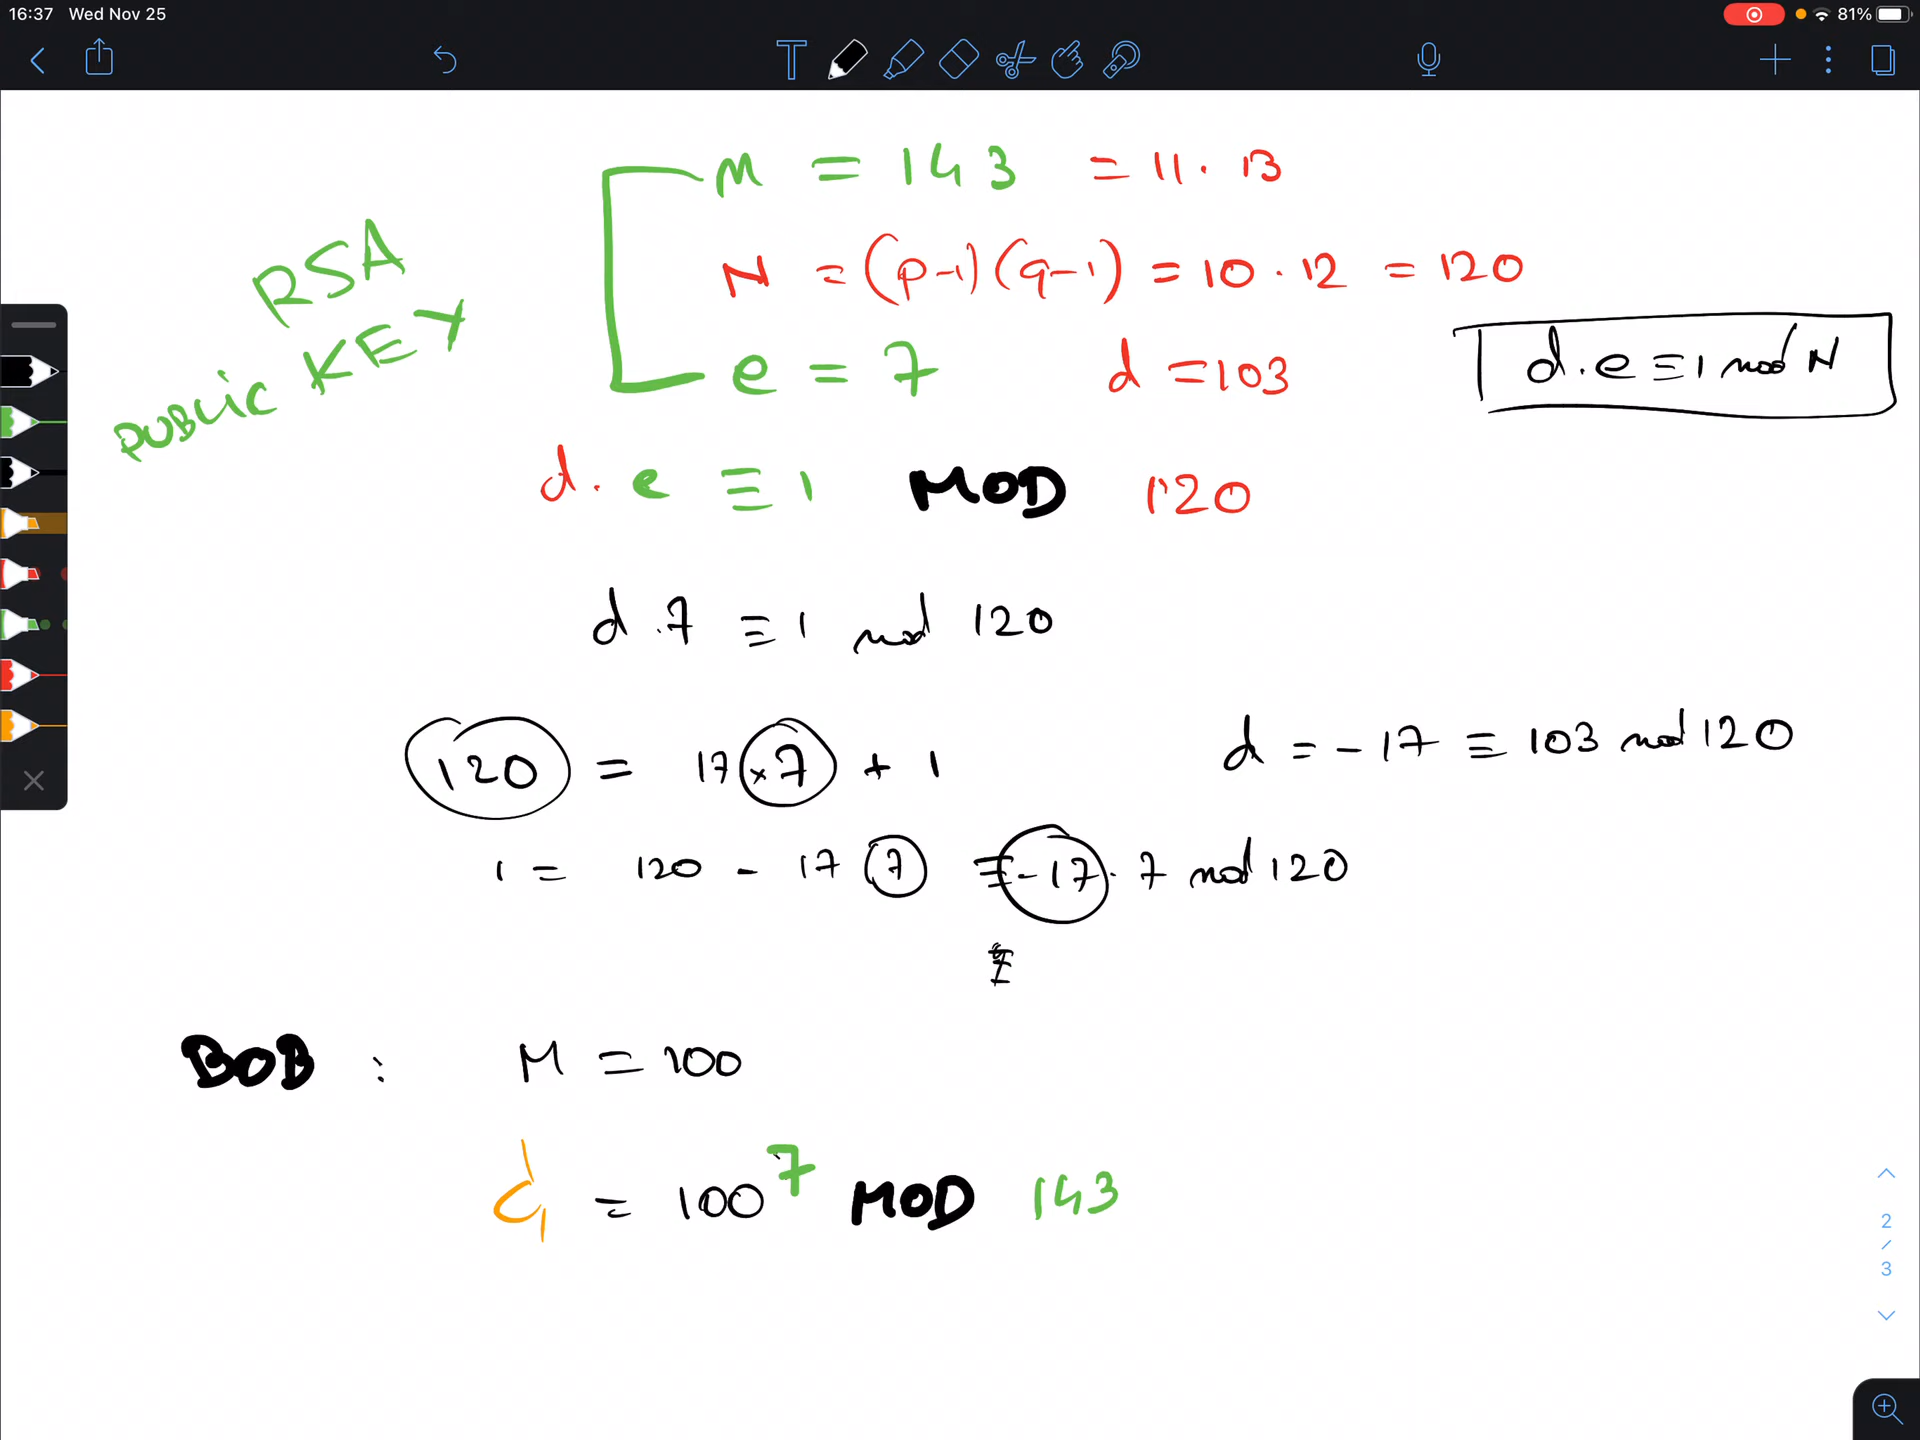 16:37 Wed Nov 25
81%
m = 143 = 11 . 13
RSA
N = (p-1)(q-1) = 10 . 12 = 120
PUBLIC KEY
e = 7 d = 103
d . e ≡ 1 mod N
d . e ≡ 1 MOD 120
d . 7 ≡ 1 mod 120
120 = 17 × 7 + 1
d = - 17 ≡ 103 mod 120
1 = 120 - 17 7 ≡ - 17 . 7 mod 120
BOB : M = 100
= 100^7 MOD 143
2
/
3